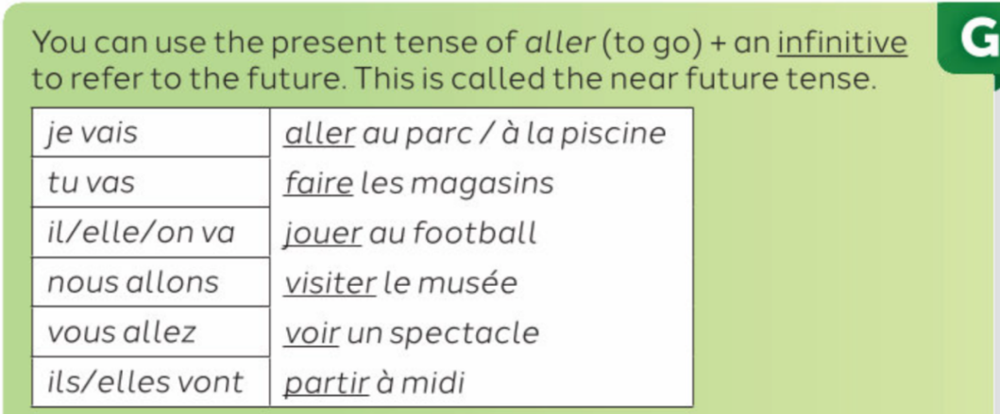 You can use the present tense of aller (to go) + an infinitive
to refer to the future. This is called the near future tense.
G
je vais aller au parc / à la piscine
tu vas faire les magasins
il/elle/on va jouer au football
nous allons visiter le musée
vous allez voir un spectacle
ils/elles vont partir à midi